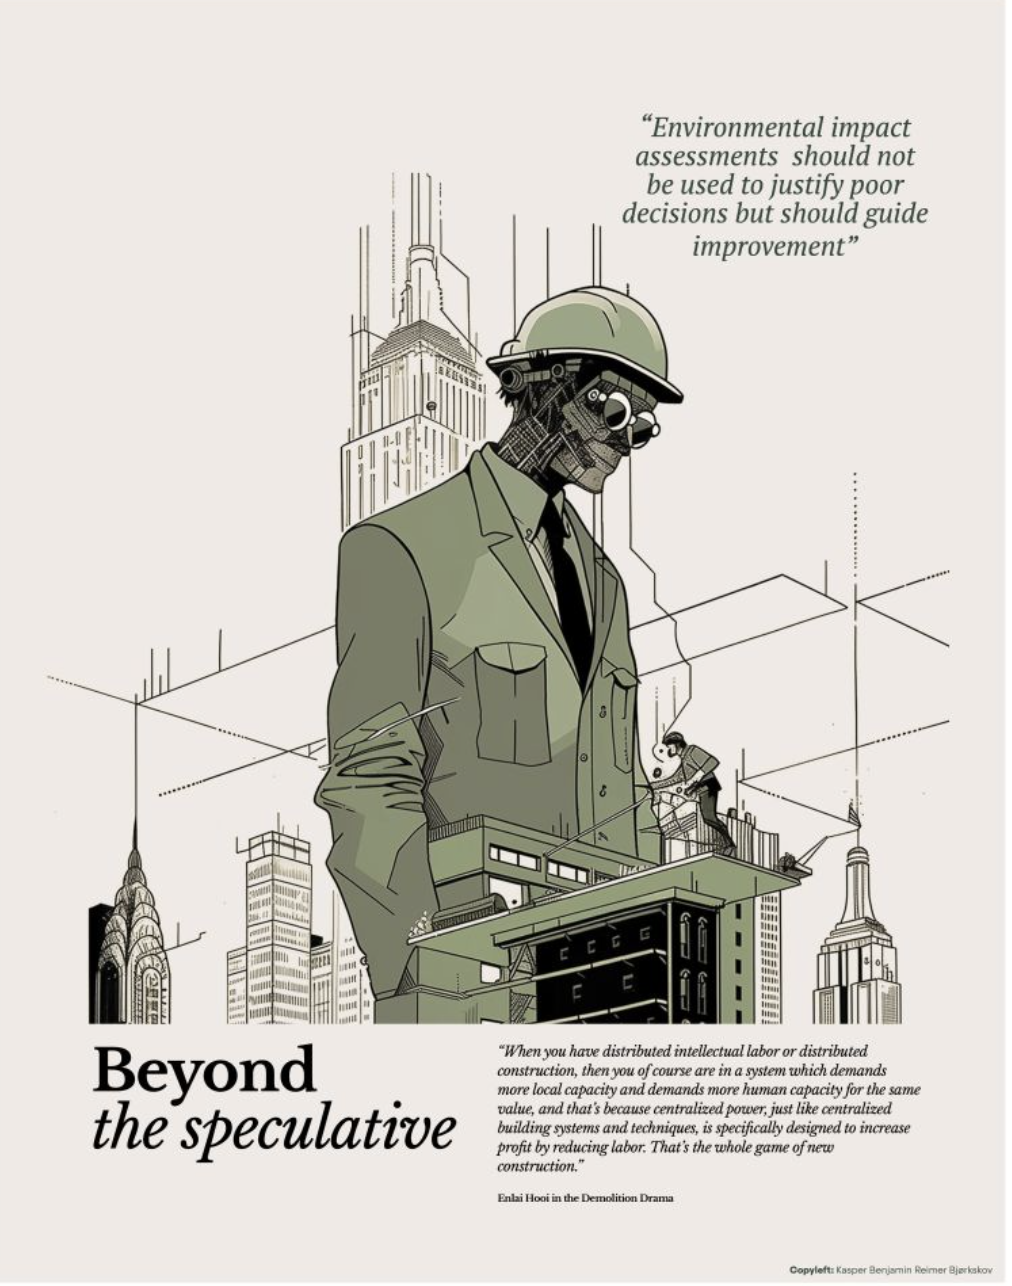 “Environmental impact
assessments should not
be used to justify poor
decisions but should guide
improvement”
Beyond
the speculative
“When you have distributed intellectual labor or distributed
construction, then you of course are in a system which demands
more local capacity and demands more human capacity for the same
value, and that’s because centralized power, just like centralized
building systems and techniques, is specifically designed to increase
profit by reducing labor. That’s the whole game of new
construction.”
Enlai Hooi in the Demolition Drama
Copyleft: Kasper Benjamin Reimer Bjørkskov